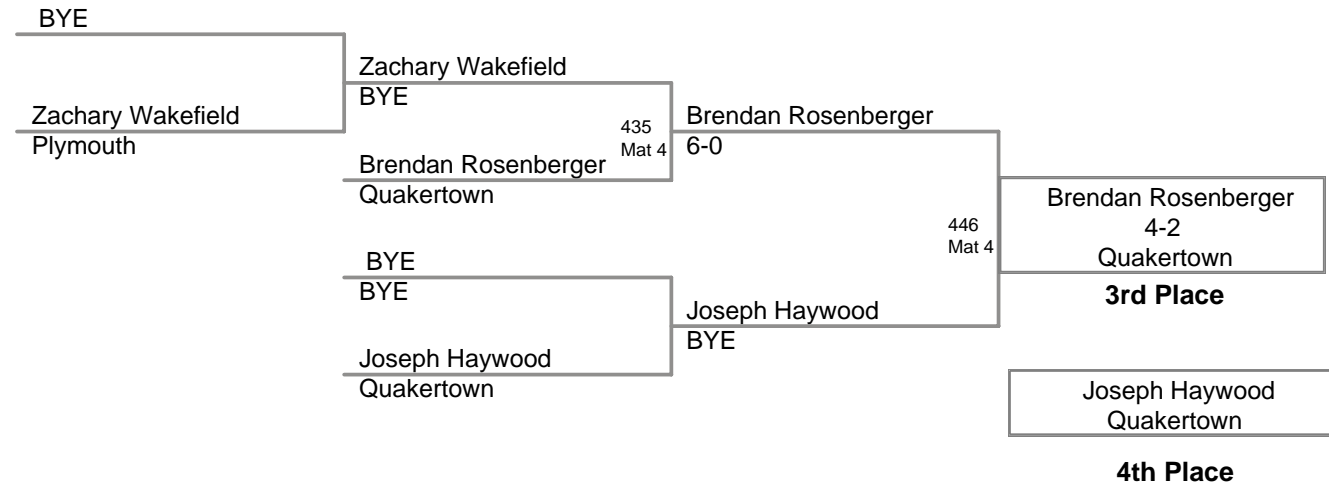 BYE
Zachary Wakefield
Plymouth
Zachary Wakefield
BYE
435
Mat 4
Brendan Rosenberger
Quakertown
Brendan Rosenberger
6-0
BYE
BYE
Joseph Haywood
Quakertown
Joseph Haywood
BYE
446
Mat 4
Brendan Rosenberger
4-2
Quakertown
3rd Place
Joseph Haywood
Quakertown
4th Place